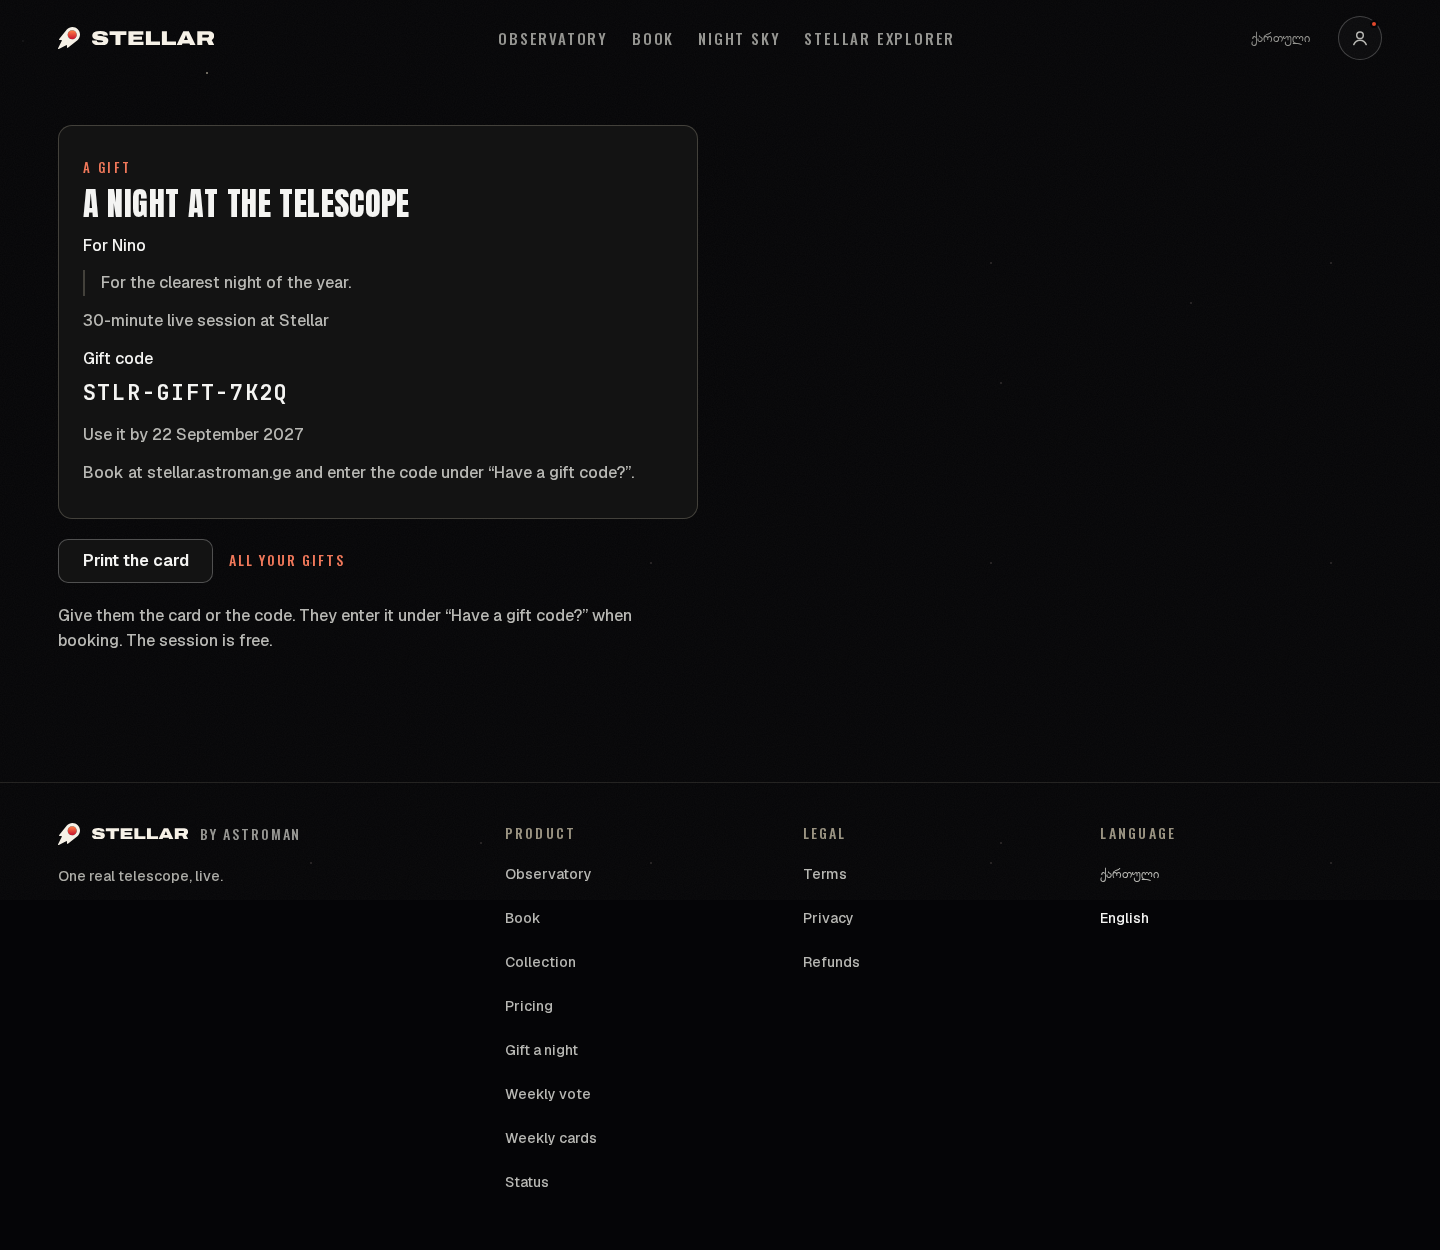 STELLAR
OBSERVATORY BOOK NIGHT SKY STELLAR EXPLORER
ქართული
A GIFT
A NIGHT AT THE TELESCOPE
For Nino
For the clearest night of the year.
30-minute live session at Stellar
Gift code
STLR-GIFT-7K2Q
Use it by 22 September 2027
Book at stellar.astroman.ge and enter the code under “Have a gift code?”.
Print the card
ALL YOUR GIFTS
Give them the card or the code. They enter it under “Have a gift code?” when
booking. The session is free.
STELLAR BY ASTROMAN
One real telescope, live.
PRODUCT
Observatory
Book
Collection
Pricing
Gift a night
Weekly vote
Weekly cards
Status
LEGAL
Terms
Privacy
Refunds
LANGUAGE
ქართული
English